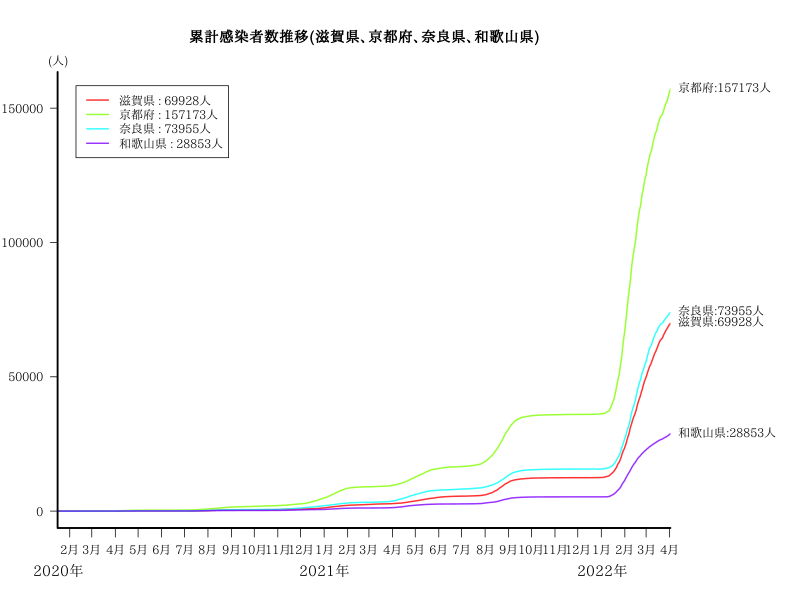 累計感染者数推移(滋賀県、京都府、奈良県、和歌山県)
(人)
滋賀県 : 69928人
京都府 : 157173人
奈良県 : 73955人
和歌山県 : 28853人
150000
100000
50000
0
京都府:157173人
奈良県:73955人
滋賀県:69928人
和歌山県:28853人
2月 3月 4月 5月 6月 7月 8月 9月 10月 11月 12月 1月 2月 3月 4月 5月 6月 7月 8月 9月 10月 11月 12月 1月 2月 3月 4月
2020年 2021年 2022年